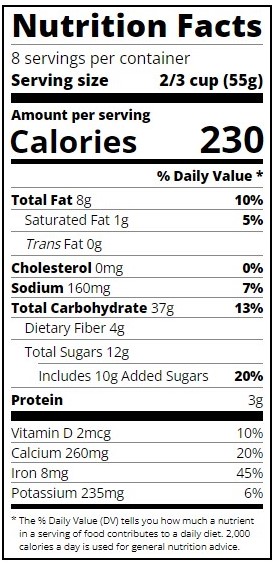 Nutrition Facts
8 servings per container
Serving size 2/3 cup (55g)
Amount per serving
Calories 230
% Daily Value *
Total Fat 8g 10%
Saturated Fat 1g 5%
Trans Fat 0g
Cholesterol 0mg 0%
Sodium 160mg 7%
Total Carbohydrate 37g 13%
Dietary Fiber 4g
Total Sugars 12g
Includes 10g Added Sugars 20%
Protein 3g
Vitamin D 2mcg 10%
Calcium 260mg 20%
Iron 8mg 45%
Potassium 235mg 6%
* The % Daily Value (DV) tells you how much a nutrient
in a serving of food contributes to a daily diet. 2,000
calories a day is used for general nutrition advice.